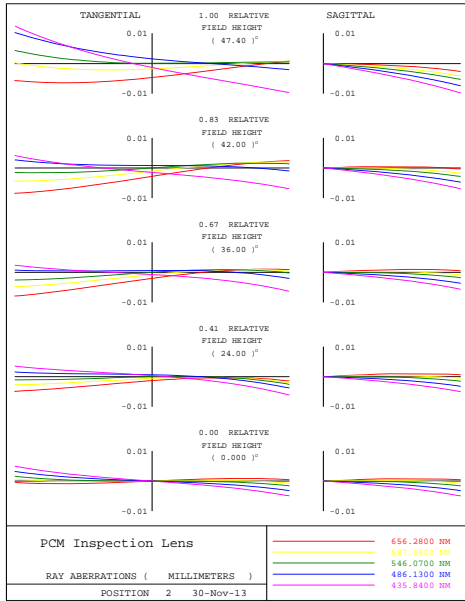 TANGENTIAL 1.00 RELATIVE SAGITTAL
FIELD HEIGHT
( 47.40 )°
0.01 0.01
-0.01 -0.01
0.83 RELATIVE
FIELD HEIGHT
( 42.00 )°
0.01 0.01
-0.01 -0.01
0.67 RELATIVE
FIELD HEIGHT
( 36.00 )°
0.01 0.01
-0.01 -0.01
0.41 RELATIVE
FIELD HEIGHT
( 24.00 )°
0.01 0.01
-0.01 -0.01
0.00 RELATIVE
FIELD HEIGHT
( 0.000 )°
0.01 0.01
-0.01 -0.01
PCM Inspection Lens
RAY ABERRATIONS ( MILLIMETERS )
POSITION 2 30-Nov-13
656.2800 NM
NM
546.0700 NM
486.1300 NM
435.8400 NM